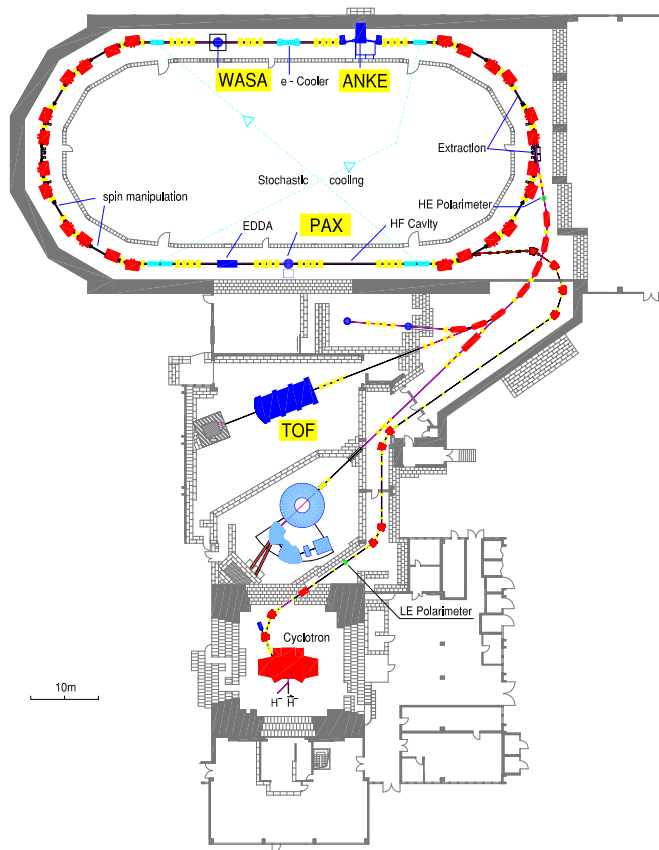 WASA
e - Cooler
ANKE
Extraction
Stochastic cooling
HE Polarimeter
spin manipulation
EDDA
PAX
HF Cavity
TOF
LE Polarimeter
Cyclotron
10m
H⁻ H⁻